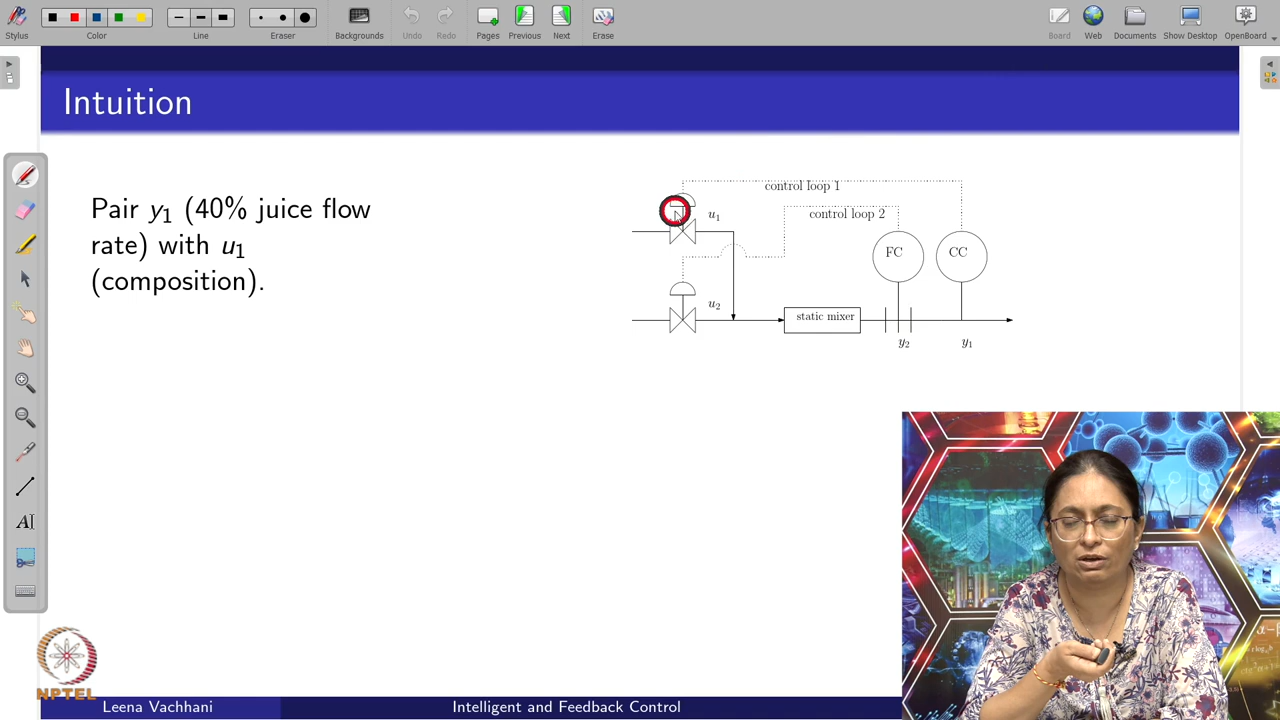 Stylus
Color
Line
Eraser
Backgrounds
Undo
Redo
Pages
Previous
Next
Erase
Board
Web
Documents
Show Desktop
OpenBoard
Intuition
Pair y1 (40% juice flow
rate) with u1
(composition).
control loop 1
u1
control loop 2
FC
CC
u2
static mixer
y2
y1
A
NPTEL
Leena Vachhani
Intelligent and Feedback Control